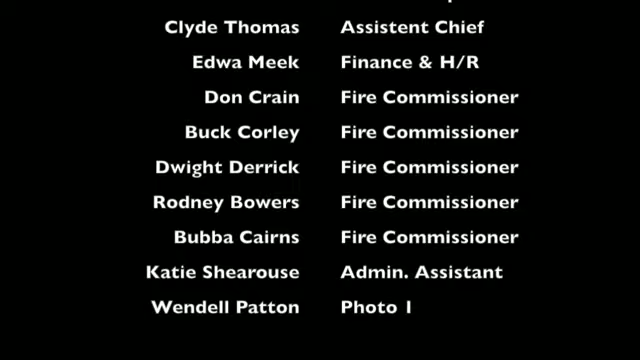 Clyde Thomas Assistent Chief
Edwa Meek Finance & H/R
Don Crain Fire Commissioner
Buck Corley Fire Commissioner
Dwight Derrick Fire Commissioner
Rodney Bowers Fire Commissioner
Bubba Cairns Fire Commissioner
Katie Shearouse Admin. Assistant
Wendell Patton Photo 1